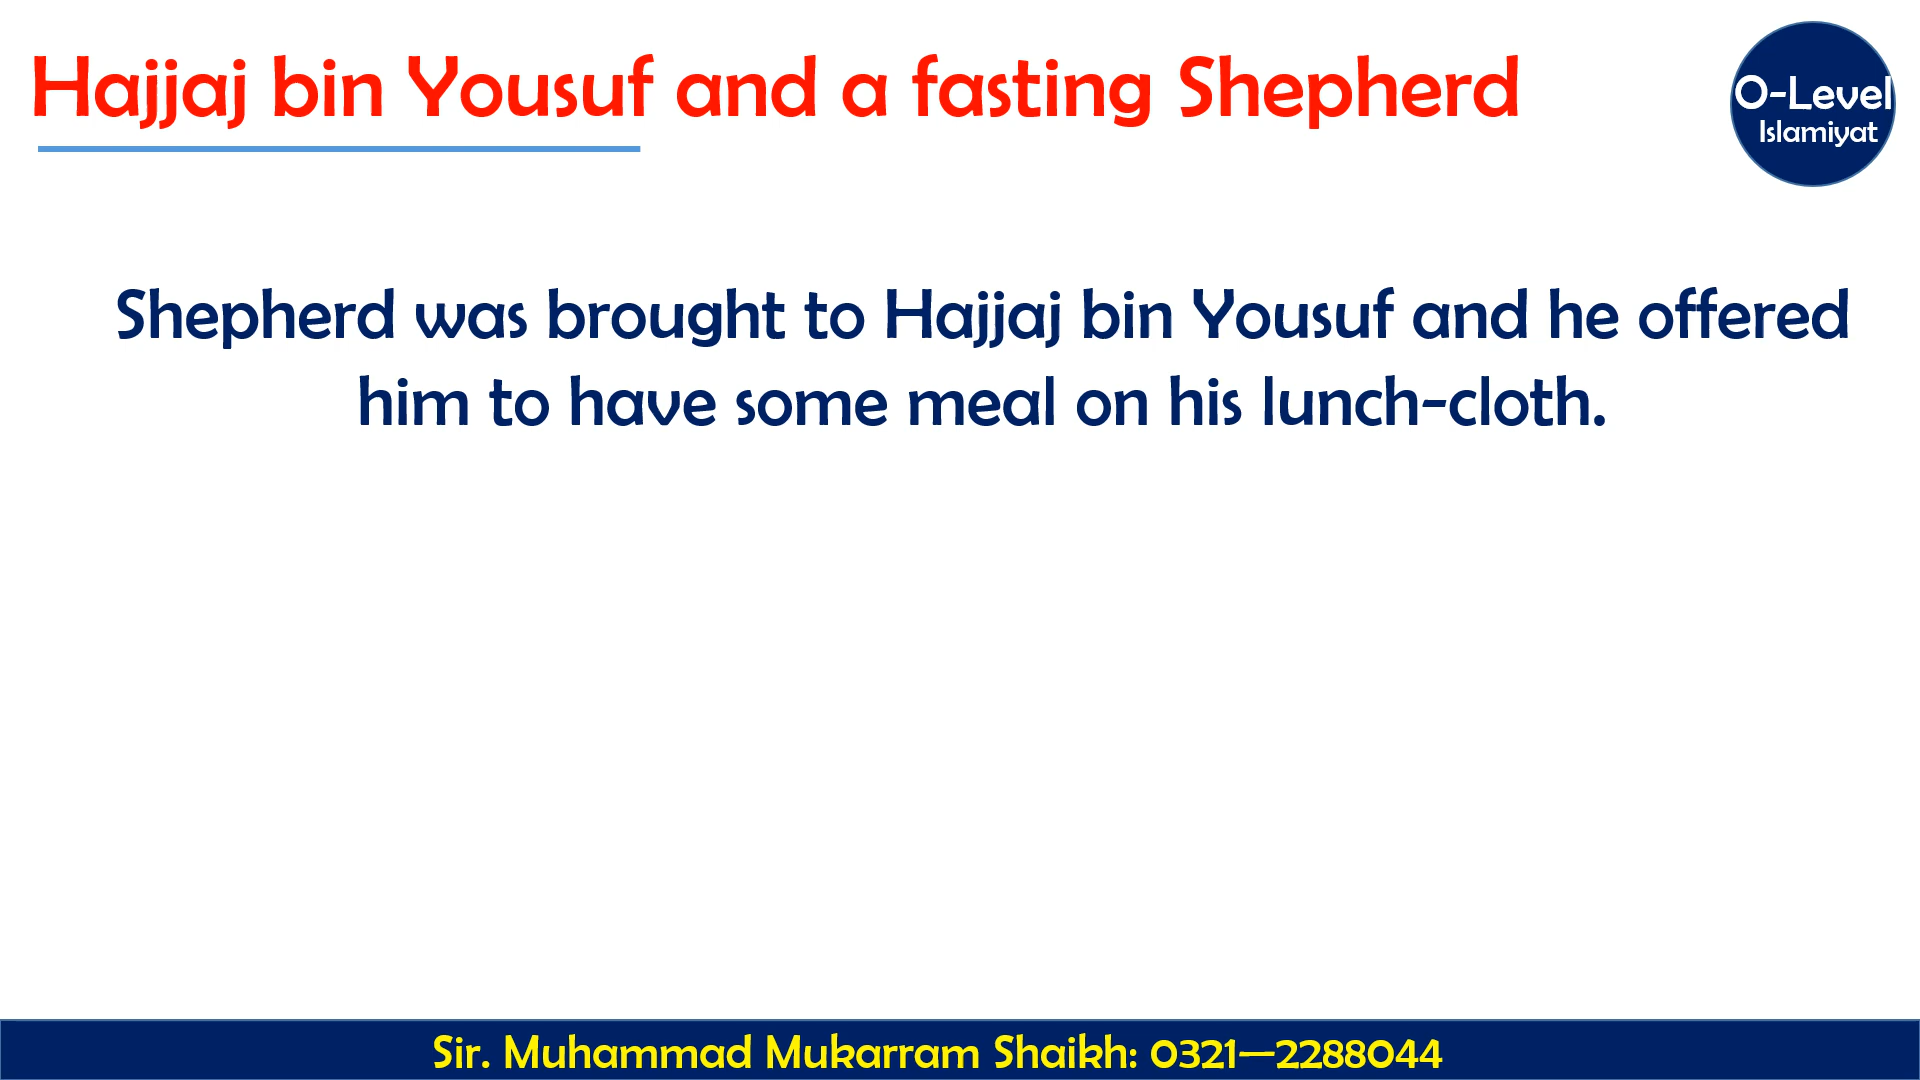 Hajjaj bin Yousuf and a fasting Shepherd
O-Level
Islamiyat
Shepherd was brought to Hajjaj bin Yousuf and he offered
him to have some meal on his lunch-cloth.
Sir. Muhammad Mukarram Shaikh: 0321—2288044